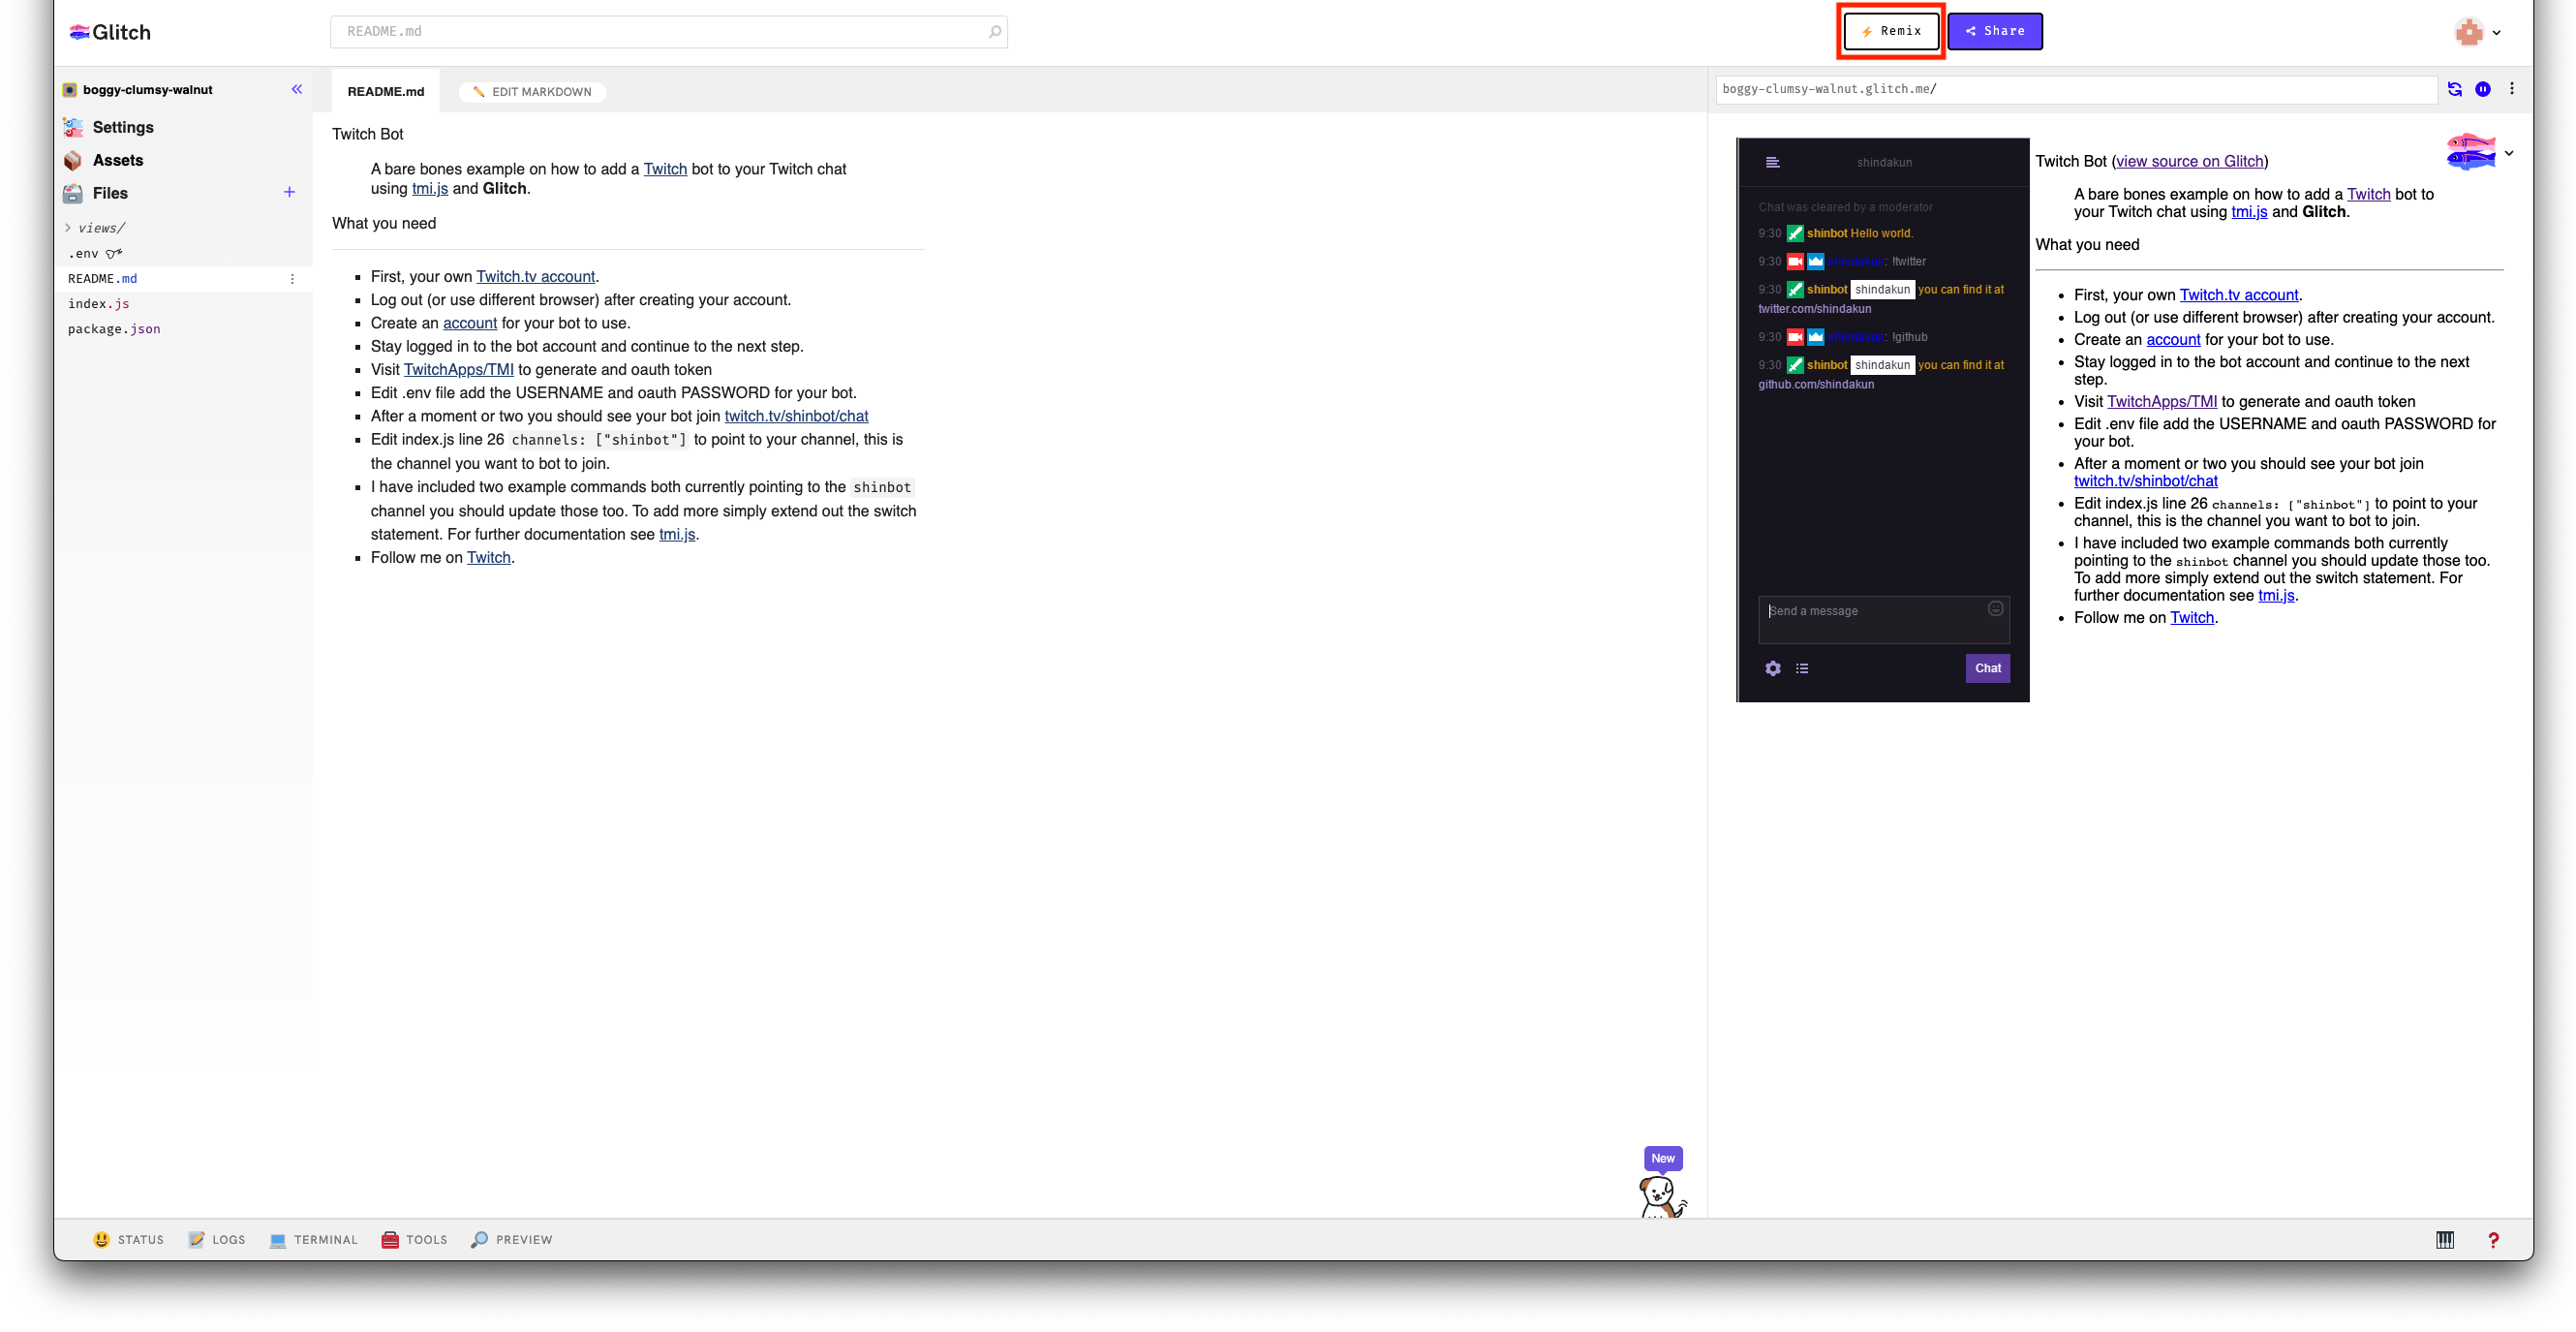 Glitch
README.md
Remix
Share
boggy-clumsy-walnut
Settings
Assets
Files
views/
.env
README.md
index.js
package.json
README.md
EDIT MARKDOWN
Twitch Bot
A bare bones example on how to add a Twitch bot to your Twitch chat
using tmi.js and Glitch.
What you need
First, your own Twitch.tv account.
Log out (or use different browser) after creating your account.
Create an account for your bot to use.
Stay logged in to the bot account and continue to the next step.
Visit TwitchApps/TMI to generate and oauth token
Edit .env file add the USERNAME and oauth PASSWORD for your bot.
After a moment or two you should see your bot join twitch.tv/shinbot/chat
Edit index.js line 26 channels: ["shinbot"] to point to your channel, this is
the channel you want to bot to join.
I have included two example commands both currently pointing to the shinbot
channel you should update those too. To add more simply extend out the switch
statement. For further documentation see tmi.js.
Follow me on Twitch.
New
boggy-clumsy-walnut.glitch.me/
shindakun
Chat was cleared by a moderator
9:30 shinbot Hello world.
9:30 shindakun: !twitter
9:30 shinbot shindakun you can find it at
twitter.com/shindakun
9:30 shindakun: !github
9:30 shinbot shindakun you can find it at
github.com/shindakun
Send a message
Chat
Twitch Bot (view source on Glitch)
A bare bones example on how to add a Twitch bot to
your Twitch chat using tmi.js and Glitch.
What you need
First, your own Twitch.tv account.
Log out (or use different browser) after creating your account.
Create an account for your bot to use.
Stay logged in to the bot account and continue to the next
step.
Visit TwitchApps/TMI to generate and oauth token
Edit .env file add the USERNAME and oauth PASSWORD for
your bot.
After a moment or two you should see your bot join
twitch.tv/shinbot/chat
Edit index.js line 26 channels: ["shinbot"] to point to your
channel, this is the channel you want to bot to join.
I have included two example commands both currently
pointing to the shinbot channel you should update those too.
To add more simply extend out the switch statement. For
further documentation see tmi.js.
Follow me on Twitch.
STATUS
LOGS
TERMINAL
TOOLS
PREVIEW
?